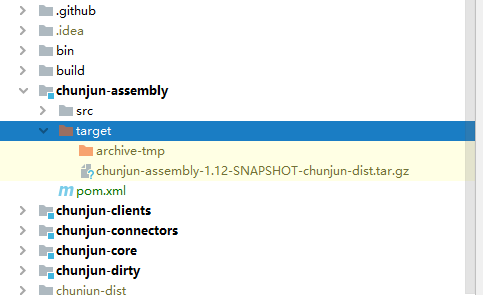 .github
.idea
bin
build
chunjun-assembly
src
target
archive-tmp
chunjun-assembly-1.12-SNAPSHOT-chunjun-dist.tar.gz
pom.xml
chunjun-clients
chunjun-connectors
chunjun-core
chunjun-dirty
chunjun-dist